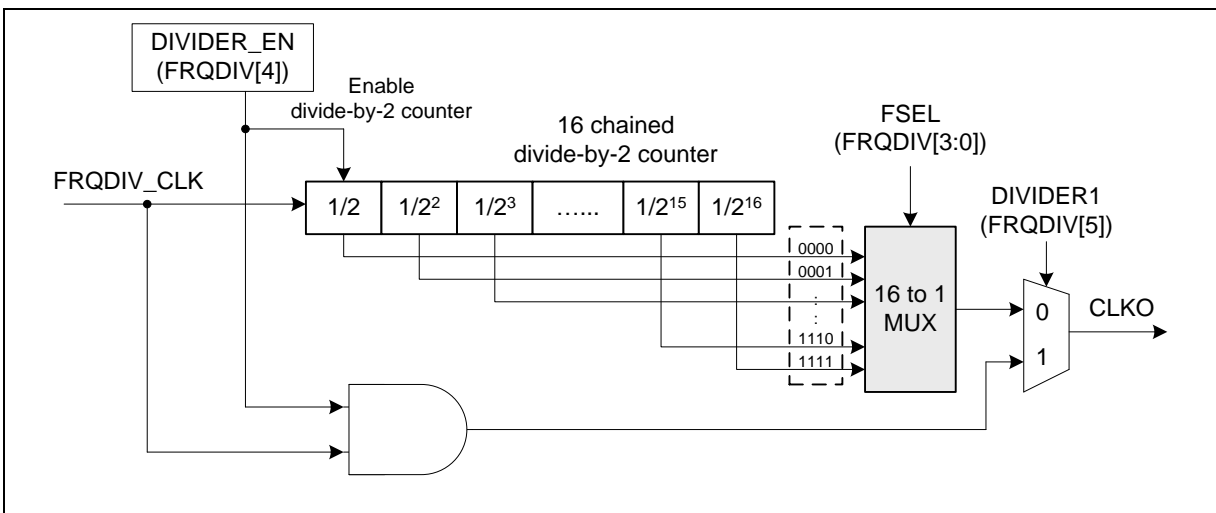 DIVIDER_EN
(FRQDIV[4])
Enable
divide-by-2 counter
16 chained
divide-by-2 counter
FSEL
(FRQDIV[3:0])
FRQDIV_CLK
DIVIDER1
(FRQDIV[5])
1/2 1/2² 1/2³ …... 1/2¹⁵ 1/2¹⁶
0000
0001
:
:
1110
1111
16 to 1
MUX
0
1
CLKO